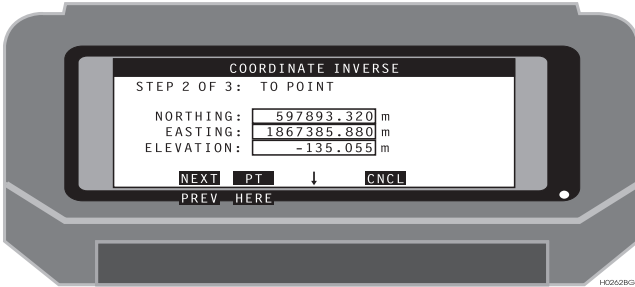 COORDINATE INVERSE
STEP 2 OF 3: TO POINT
NORTHING: 597893.320 m
EASTING: 1867385.880 m
ELEVATION: -135.055 m
NEXT PT ↓ CNCL
PREV HERE
H0262BG